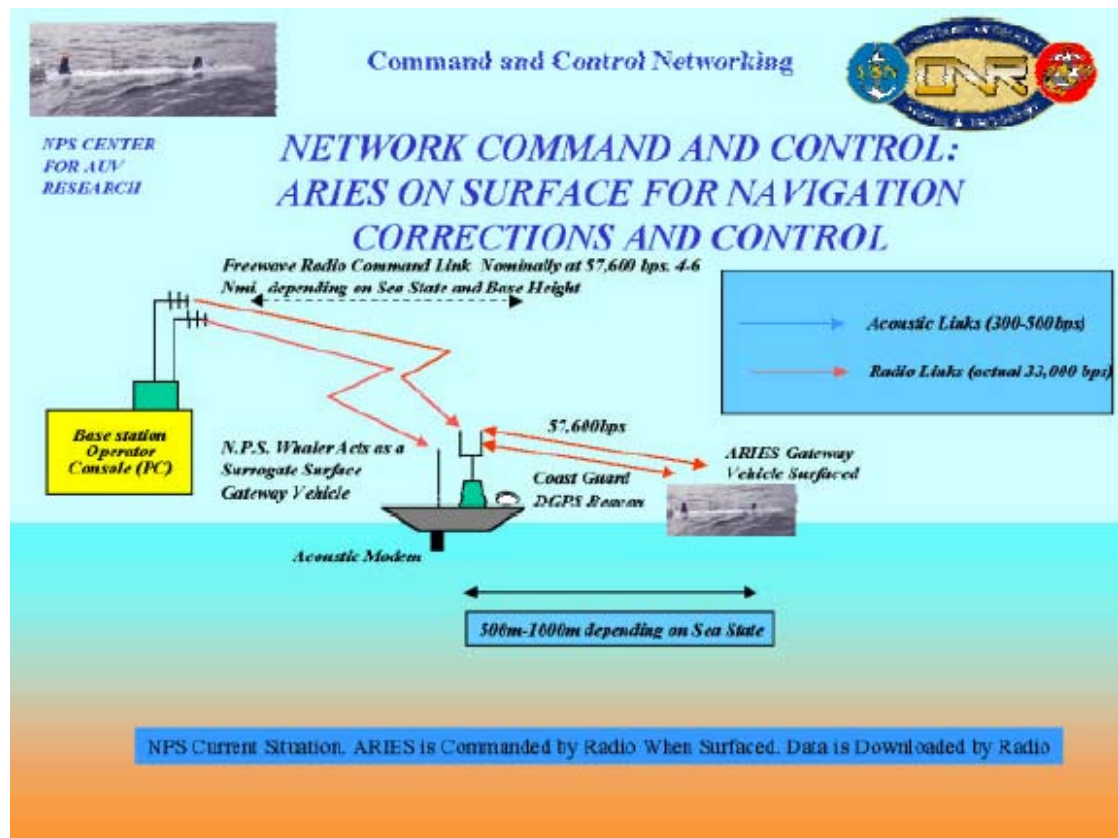 Command and Control Networking
ONR
NPS CENTER
FOR AUV
RESEARCH
NETWORK COMMAND AND CONTROL:
ARIES ON SURFACE FOR NAVIGATION
CORRECTIONS AND CONTROL
Freewave Radio Command Link Nominally at 57,600 bps. 4-6
Nmi, depending on Sea State and Base Height
Acoustic Links (300-500bps)
Radio Links (actual 33,000 bps)
Base station
Operator
Console (PC)
N.P.S. Whaler Acts as a
Surrogate Surface
Gateway Vehicle
57,600bps
Coast Guard
DGPS Beacon
ARIES Gateway
Vehicle Surfaced
Acoustic Modem
500m-1000m depending on Sea State
NPS Current Situation. ARIES is Commanded by Radio When Surfaced. Data is Downloaded by Radio